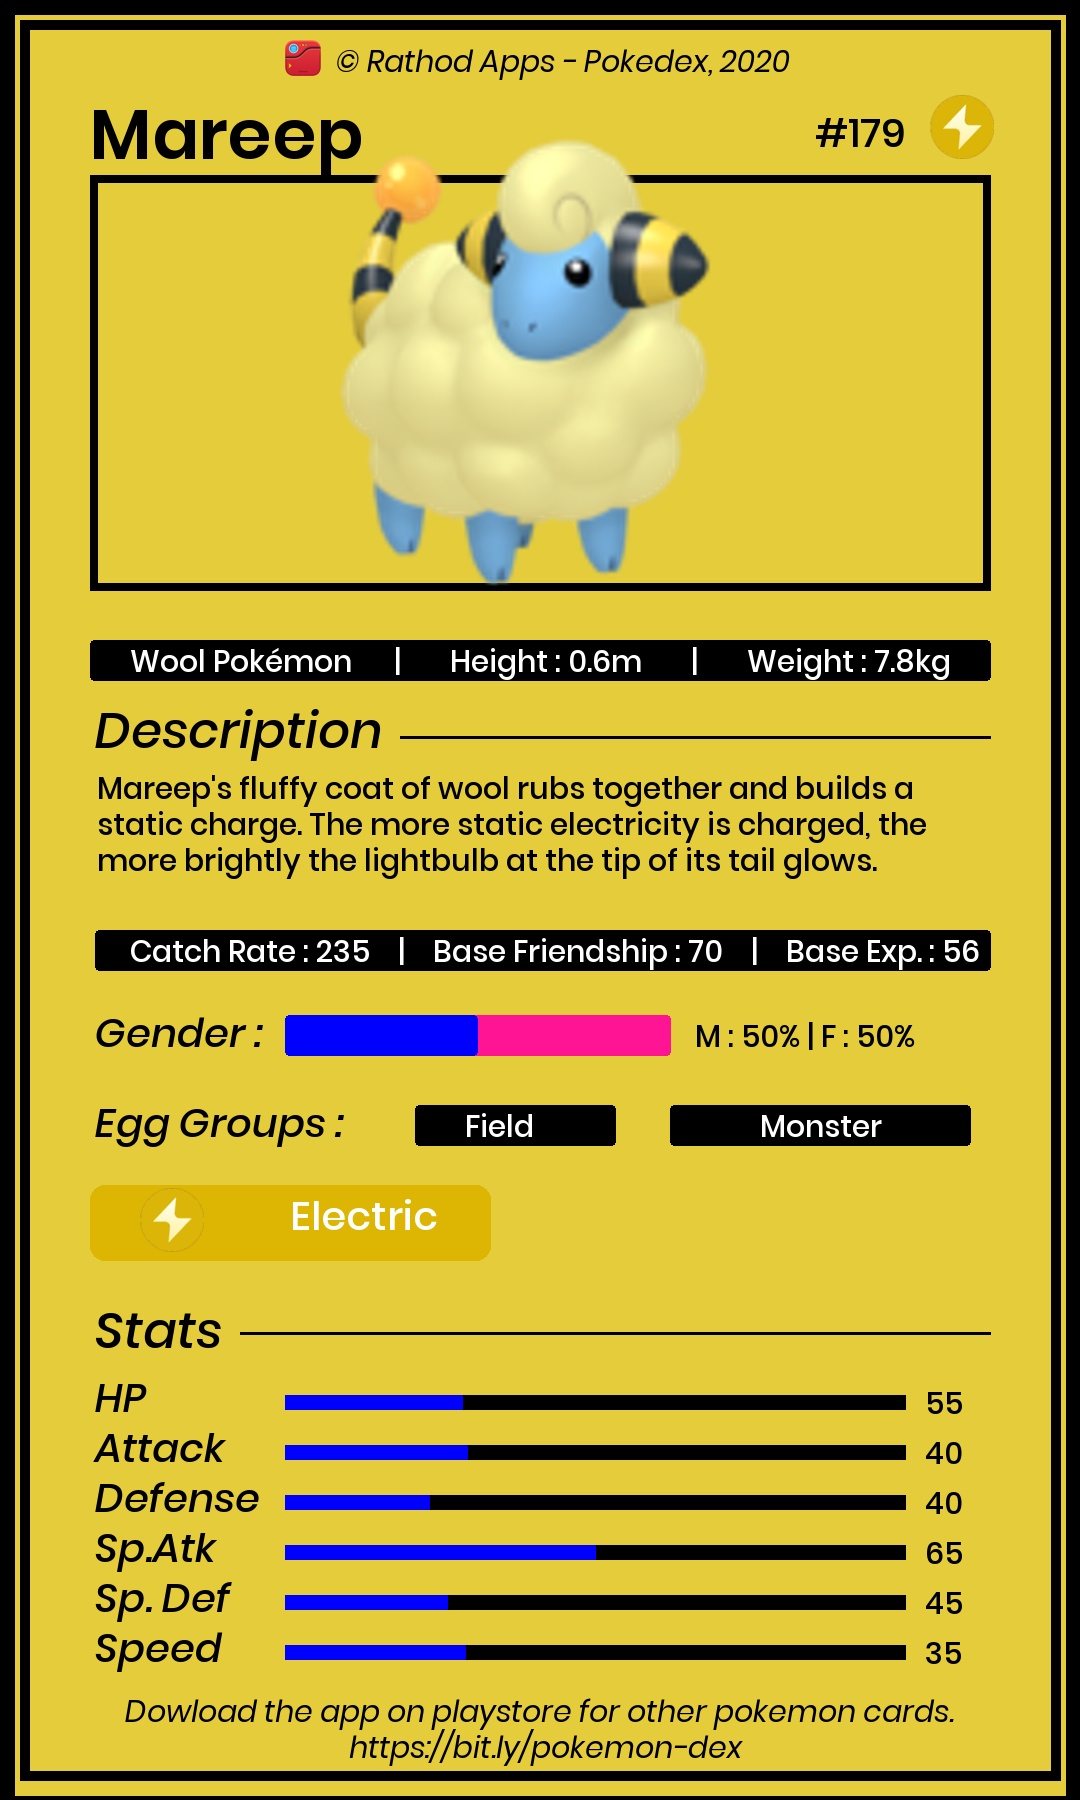 © Rathod Apps - Pokedex, 2020
Mareep
#179
Wool Pokémon | Height : 0.6m | Weight : 7.8kg
Description
Mareep's fluffy coat of wool rubs together and builds a
static charge. The more static electricity is charged, the
more brightly the lightbulb at the tip of its tail glows.
Catch Rate : 235 | Base Friendship : 70 | Base Exp. : 56
Gender : M : 50% | F : 50%
Egg Groups : Field Monster
Electric
Stats
HP 55
Attack 40
Defense 40
Sp.Atk 65
Sp. Def 45
Speed 35
Dowload the app on playstore for other pokemon cards.
https://bit.ly/pokemon-dex